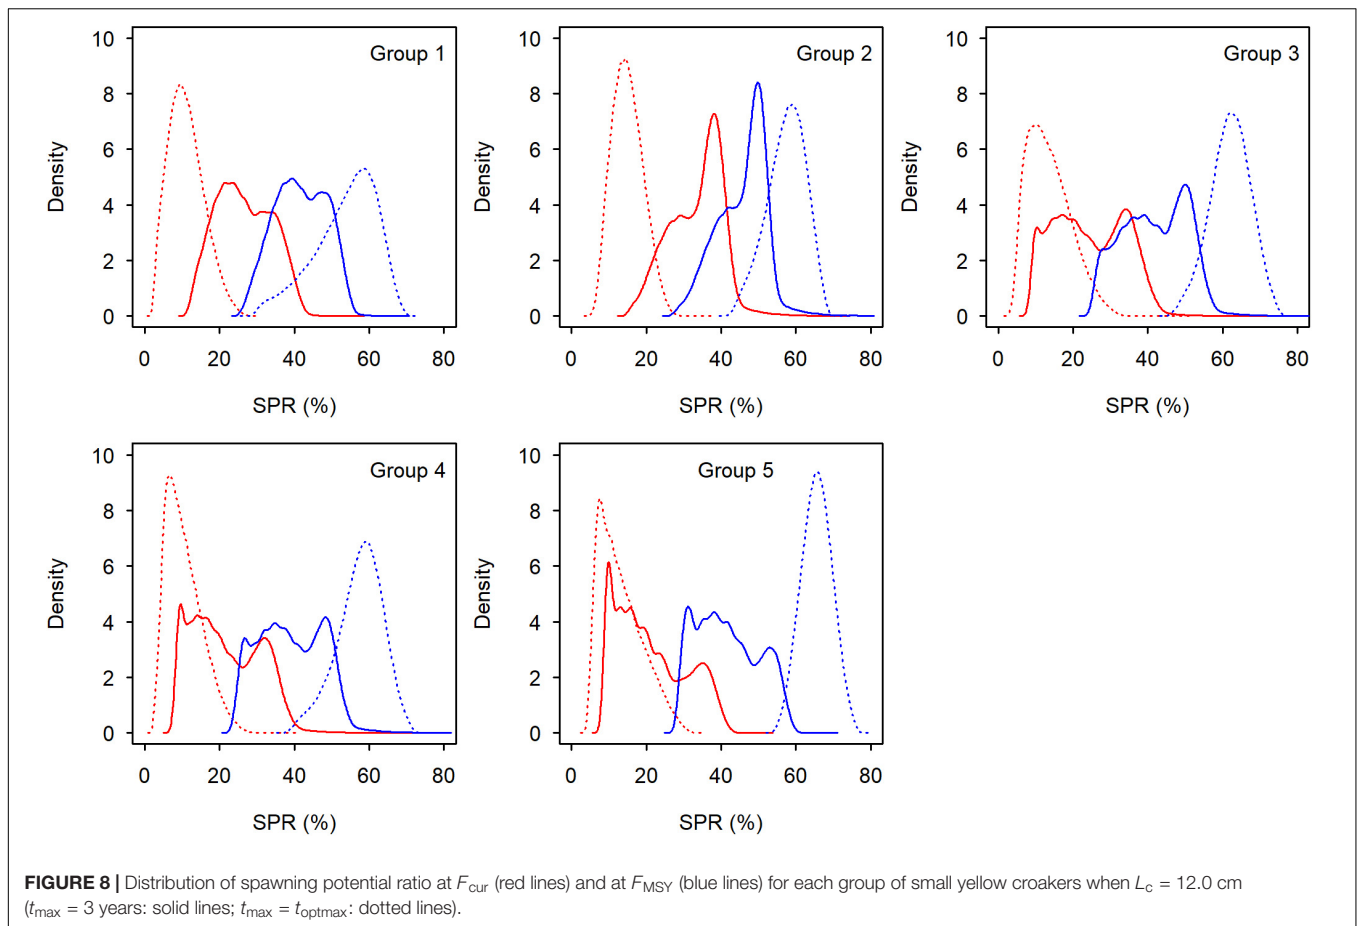 Group 1
10
8
6
4
2
0
Density
0 20 40 60 80
SPR (%)
Group 2
10
8
6
4
2
0
Density
0 20 40 60 80
SPR (%)
Group 3
10
8
6
4
2
0
Density
0 20 40 60 80
SPR (%)
Group 4
10
8
6
4
2
0
Density
0 20 40 60 80
SPR (%)
Group 5
10
8
6
4
2
0
Density
0 20 40 60 80
SPR (%)
FIGURE 8 | Distribution of spawning potential ratio at Fcur (red lines) and at FMSY (blue lines) for each group of small yellow croakers when Lc = 12.0 cm
(tmax = 3 years: solid lines; tmax = toptmax: dotted lines).